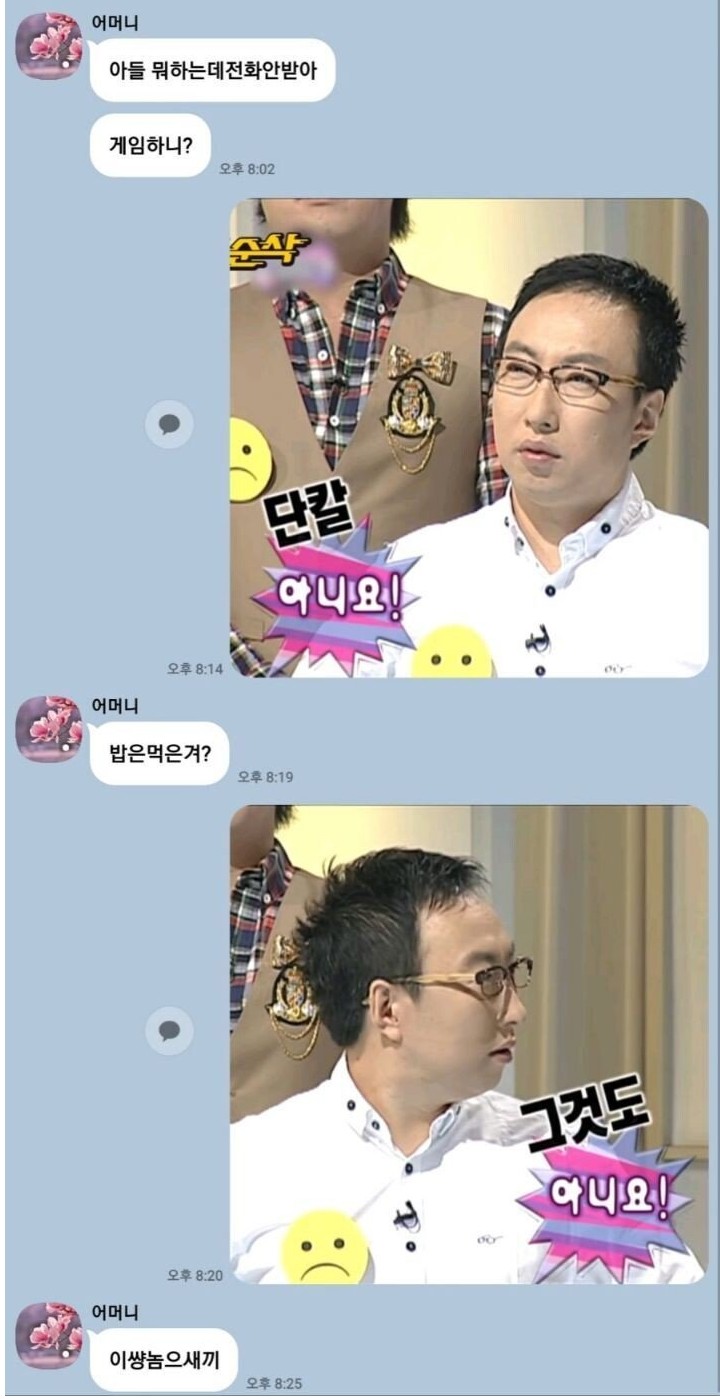 어머니
아들 뭐하는데전화안받아
게임하니?
오후 8:02
순삭
단칼
아니요!
오후 8:14
어머니
밥은먹은겨?
오후 8:19
그것도
아니요!
오후 8:20
어머니
이썅놈으새끼
오후 8:25